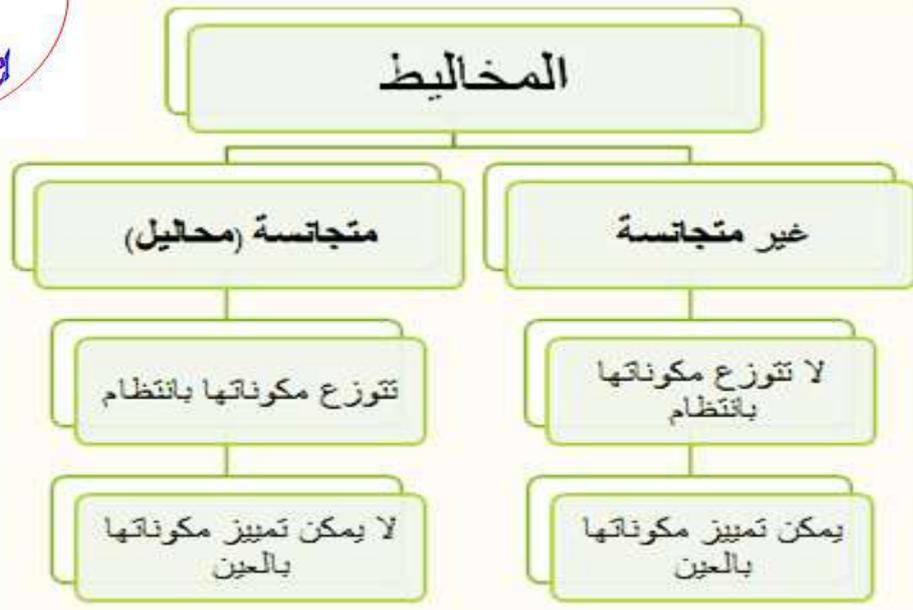 المخاليط
غير متجانسة
متجانسة (محاليل)
لا تتوزع مكوناتها
بانتظام
تتوزع مكوناتها بانتظام
يمكن تمييز مكوناتها
بالعين
لا يمكن تمييز مكوناتها
بالعين